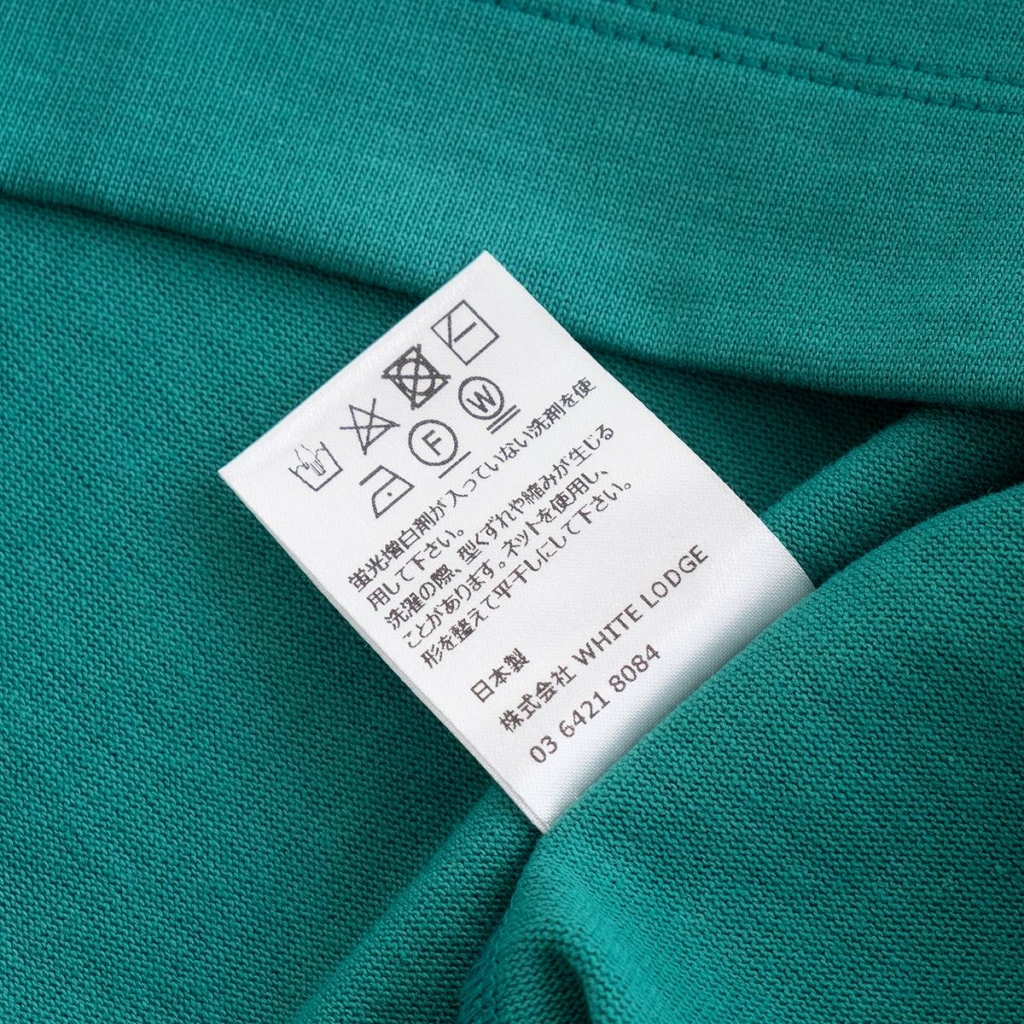 F
W
蛍光増白剤が入っていない洗剤を使
用して下さい。
洗濯の際、型くずれや縮みが生じる
ことがあります。ネットを使用し、
形を整えて平干しにして下さい。
日本製
株式会社 WHITE LODGE
03 6421 8084